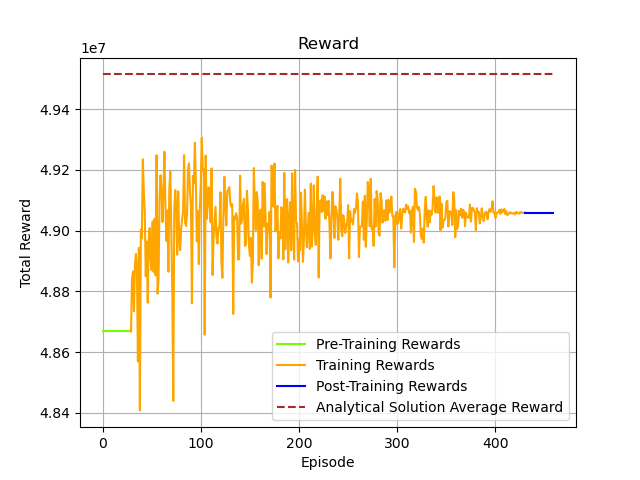 Reward
1e7
4.94
4.92
4.90
4.88
4.86
4.84
Total Reward
0 100 200 300 400
Episode
Pre-Training Rewards
Training Rewards
Post-Training Rewards
Analytical Solution Average Reward